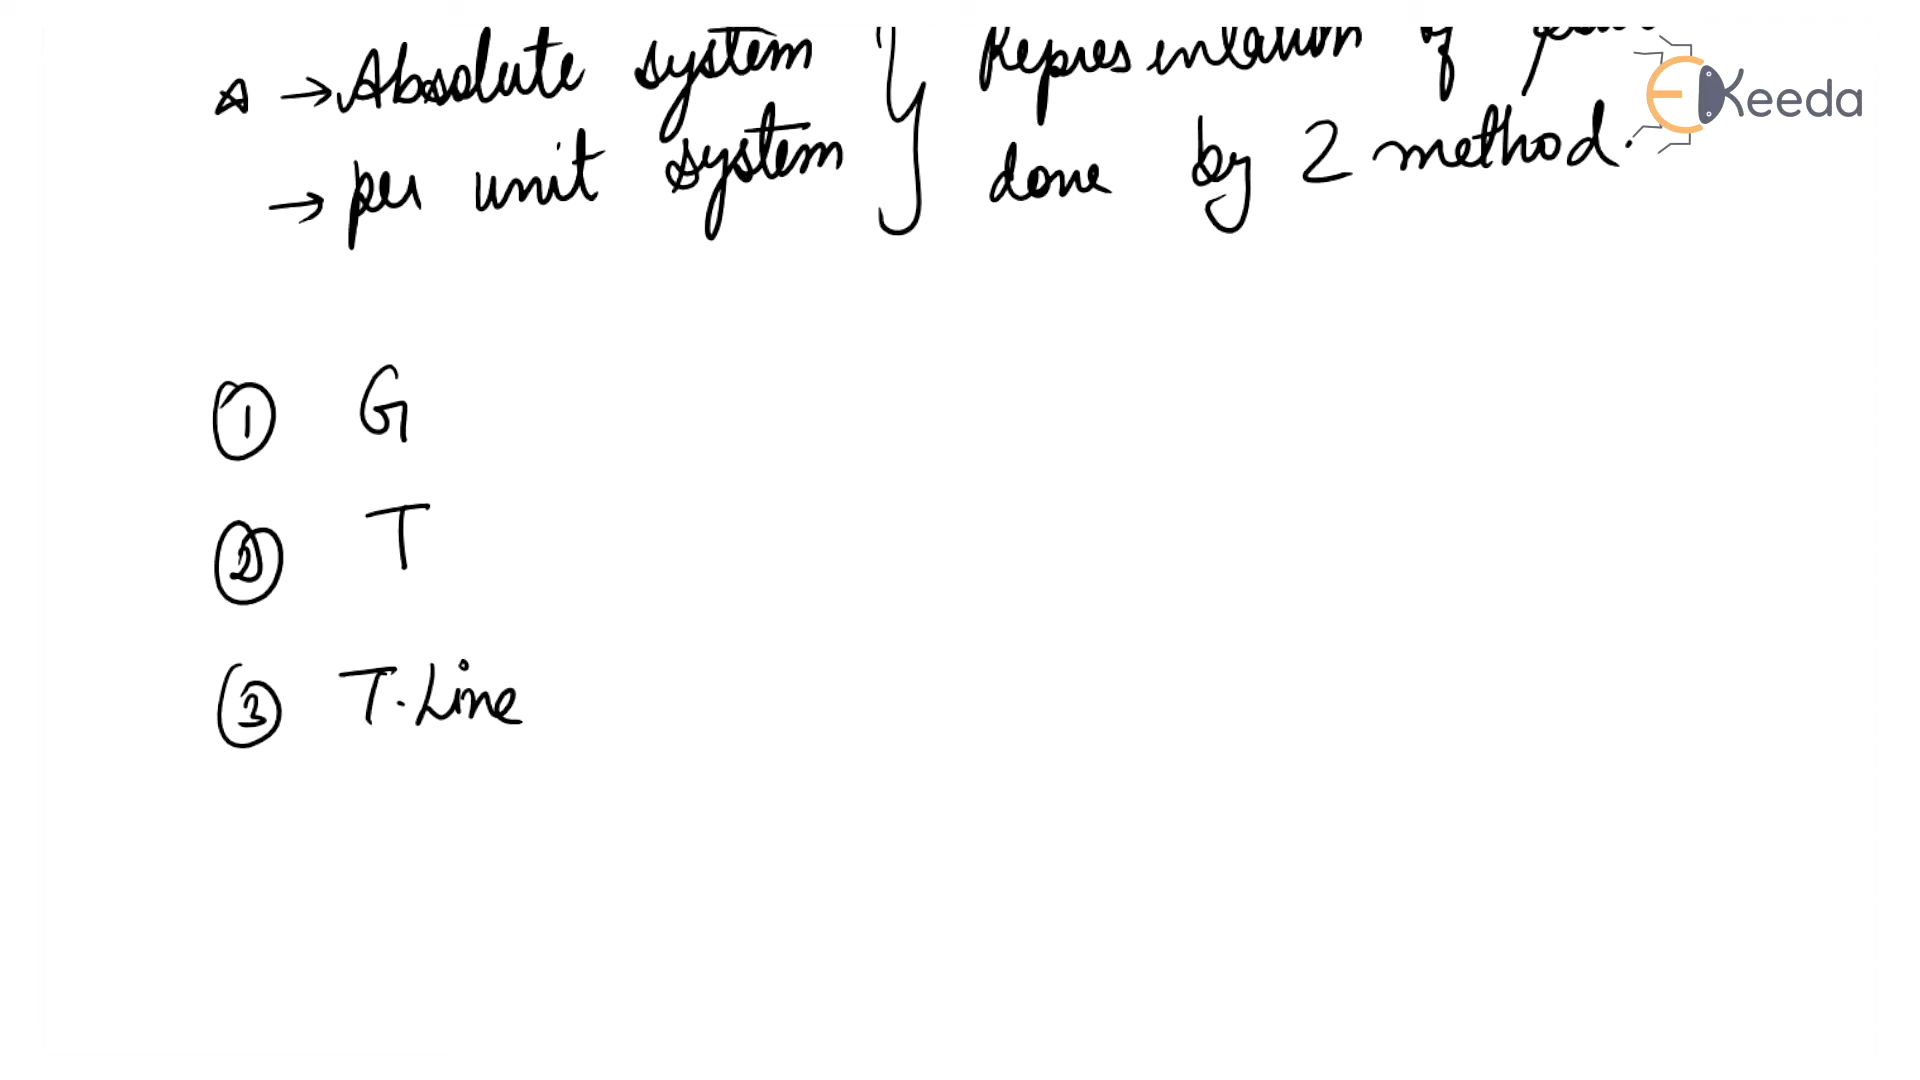 → Absolute system } Representation of
→ per unit system } done by 2 method.
EKeeda
① G
② T
③ T. Line